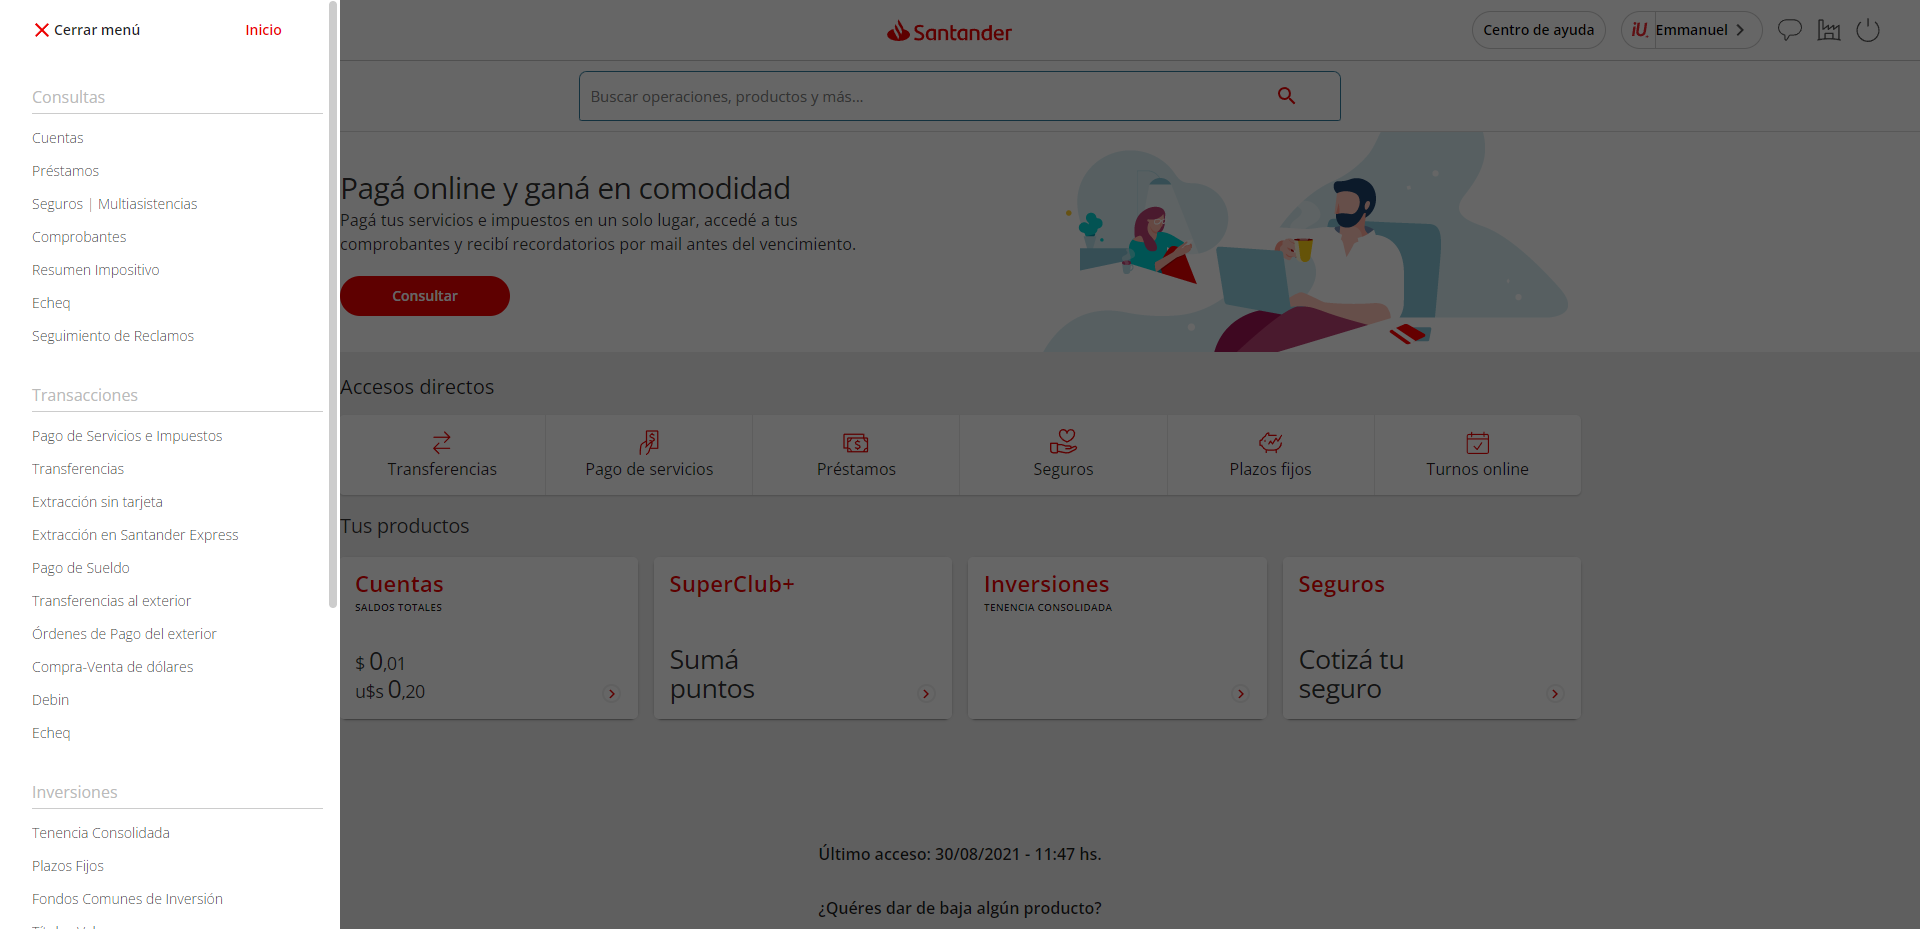 Cerrar menú
Inicio
Consultas
Cuentas
Préstamos
Seguros | Multiasistencias
Comprobantes
Resumen Impositivo
Echeq
Seguimiento de Reclamos
Transacciones
Pago de Servicios e Impuestos
Transferencias
Extracción sin tarjeta
Extracción en Santander Express
Pago de Sueldo
Transferencias al exterior
Órdenes de Pago del exterior
Compra-Venta de dólares
Debin
Echeq
Inversiones
Tenencia Consolidada
Plazos Fijos
Fondos Comunes de Inversión
Santander
Centro de ayuda
iU. Emmanuel
Buscar operaciones, productos y más...
Pagá online y ganá en comodidad
Pagá tus servicios e impuestos en un solo lugar, accedé a tus
comprobantes y recibí recordatorios por mail antes del vencimiento.
Consultar
Accesos directos
Transferencias
Pago de servicios
Préstamos
Seguros
Plazos fijos
Turnos online
Tus productos
Cuentas
SALDOS TOTALES
$ 0,01
u$s 0,20
SuperClub+
Sumá
puntos
Inversiones
TENENCIA CONSOLIDADA
Seguros
Cotizá tu
seguro
Último acceso: 30/08/2021 - 11:47 hs.
¿Quéres dar de baja algún producto?